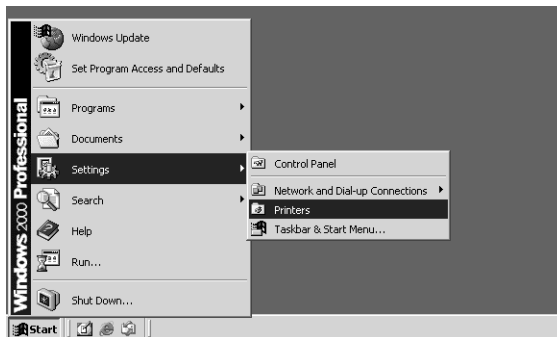 Windows 2000 Professional
Windows Update
Set Program Access and Defaults
Programs
Documents
Settings
Search
Help
Run...
Shut Down...
Control Panel
Network and Dial-up Connections
Printers
Taskbar & Start Menu...
Start